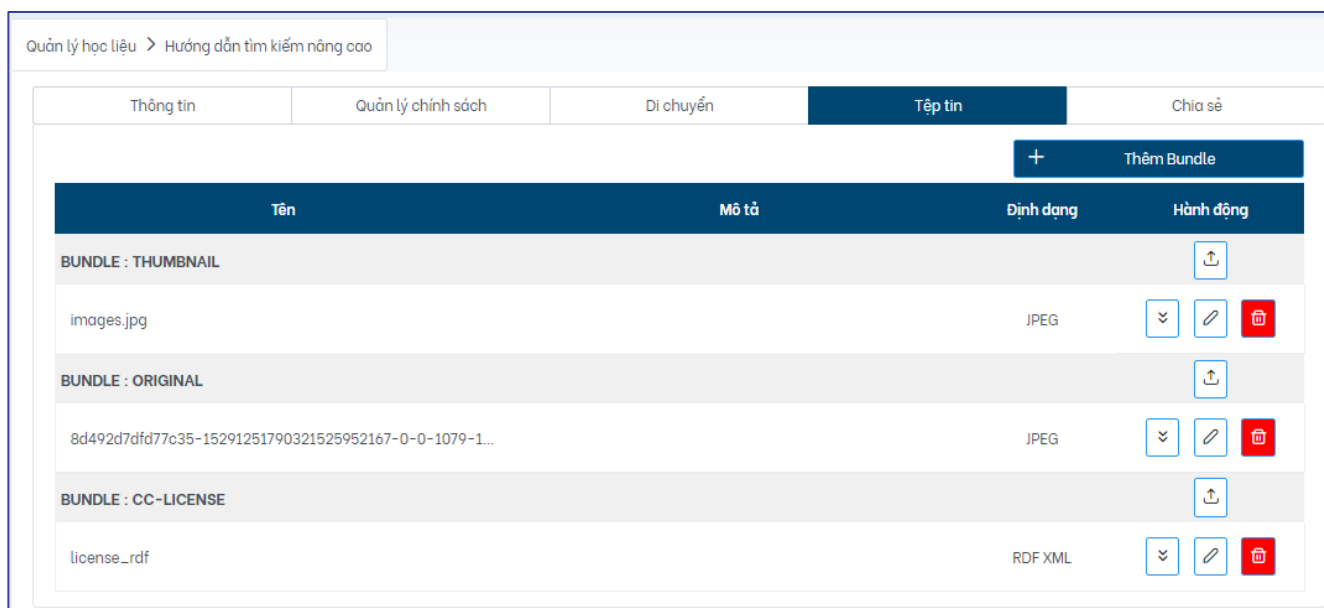 Quản lý học liệu > Hướng dẫn tìm kiếm nâng cao
Thông tin Quản lý chính sách Di chuyển Tệp tin Chia sẻ
+ Thêm Bundle
Tên Mô tả Định dạng Hành động
BUNDLE : THUMBNAIL
images.jpg JPEG
BUNDLE : ORIGINAL
8d492d7dfd77c35-15291251790321525952167-0-0-1079-1... JPEG
BUNDLE : CC-LICENSE
license_rdf RDF XML